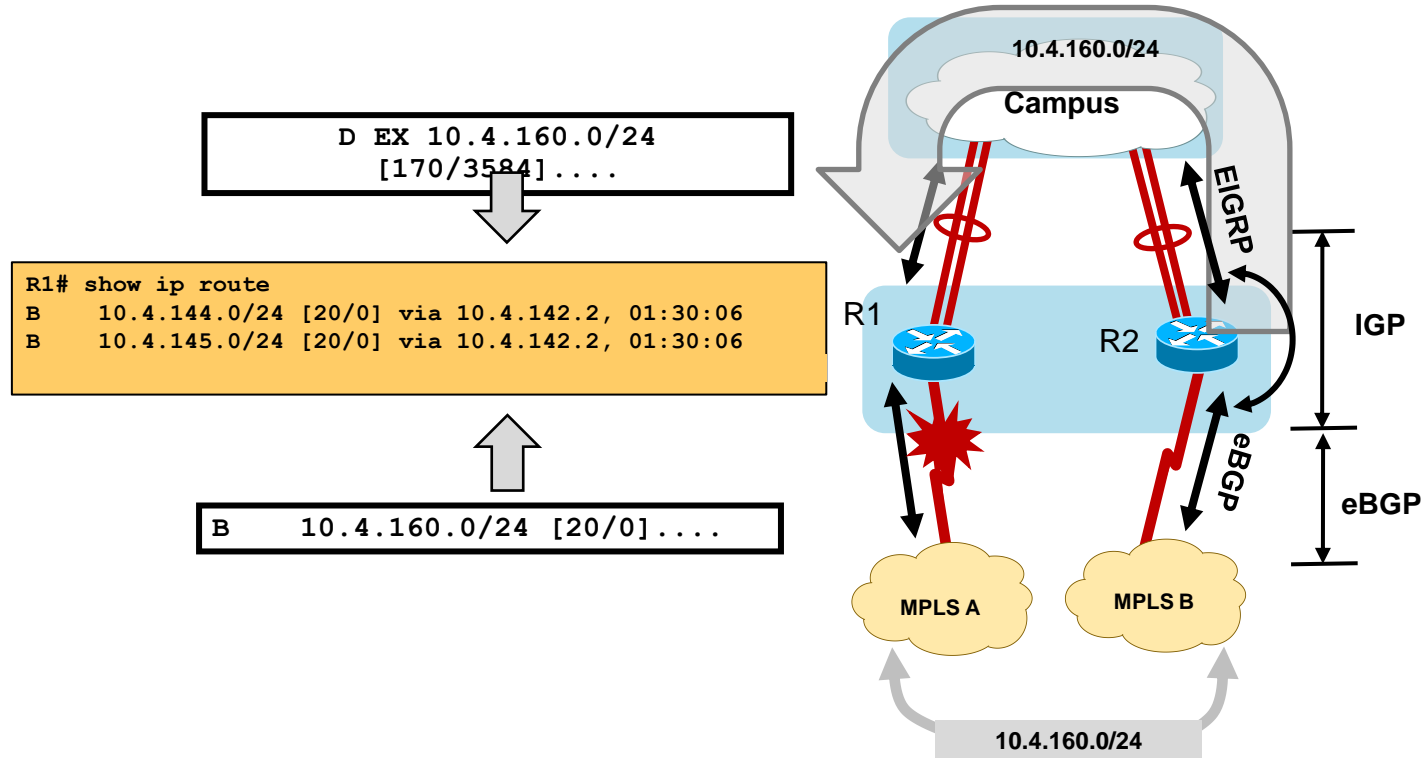 10.4.160.0/24
Campus
D EX 10.4.160.0/24
[170/3584]....
EIGRP
R1# show ip route
B 10.4.144.0/24 [20/0] via 10.4.142.2, 01:30:06
B 10.4.145.0/24 [20/0] via 10.4.142.2, 01:30:06
R1
R2
IGP
B 10.4.160.0/24 [20/0]....
eBGP
eBGP
MPLS A
MPLS B
10.4.160.0/24